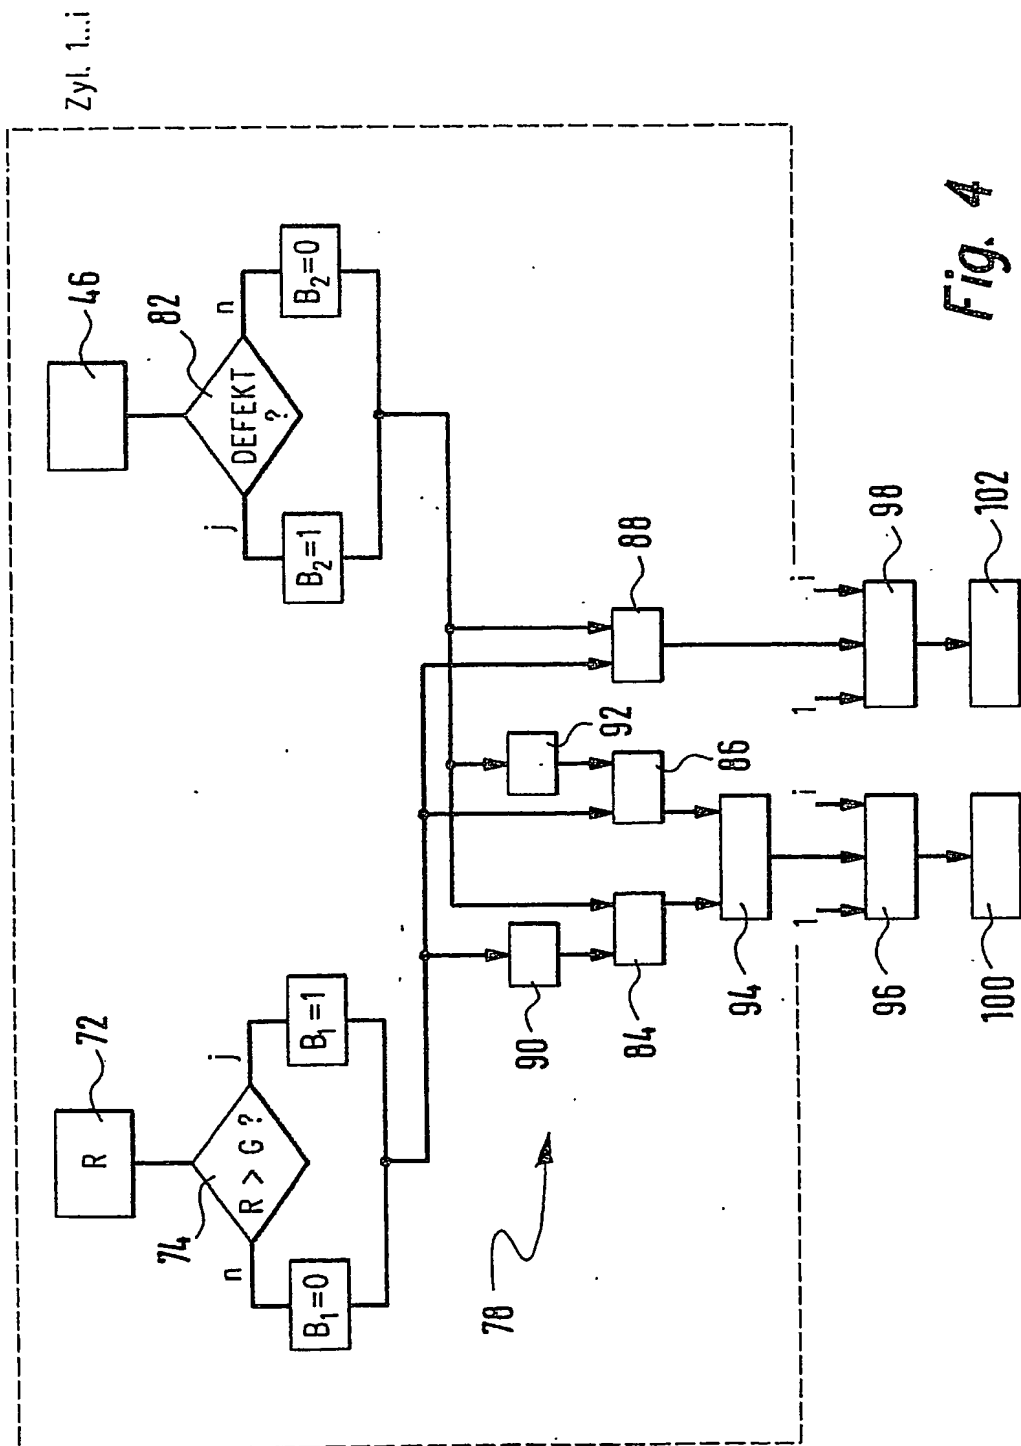 Zyl. 1...i
R
72
46
74
R > G ?
n
j
82
DEFEKT
?
j
n
B₁=0
B₁=1
B₂=1
B₂=0
78
90
92
84
86
88
94
1
i
1
i
96
98
100
102
Fig. 4